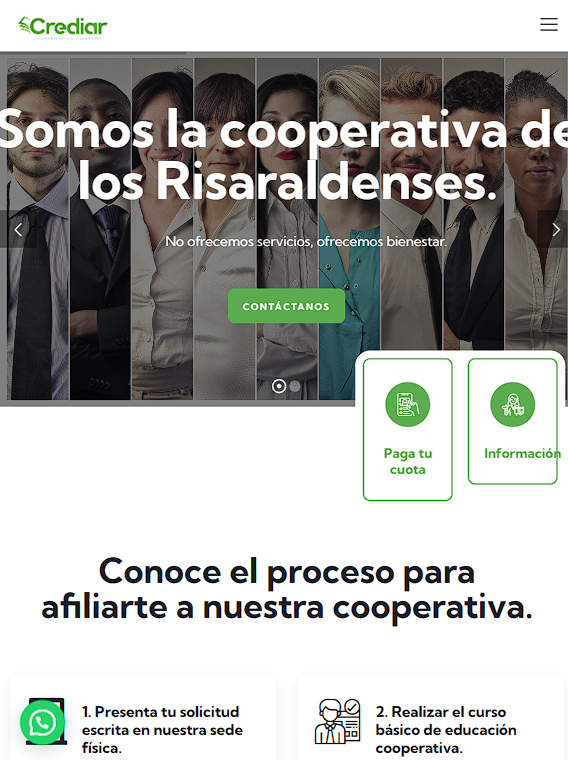 Crediar
Somos la cooperativa de
los Risaraldenses.
No ofrecemos servicios, ofrecemos bienestar.
CONTÁCTANOS
Paga tu
cuota
Información
Conoce el proceso para
afiliarte a nuestra cooperativa.
1. Presenta tu solicitud
escrita en nuestra sede
física.
2. Realizar el curso
básico de educación
cooperativa.